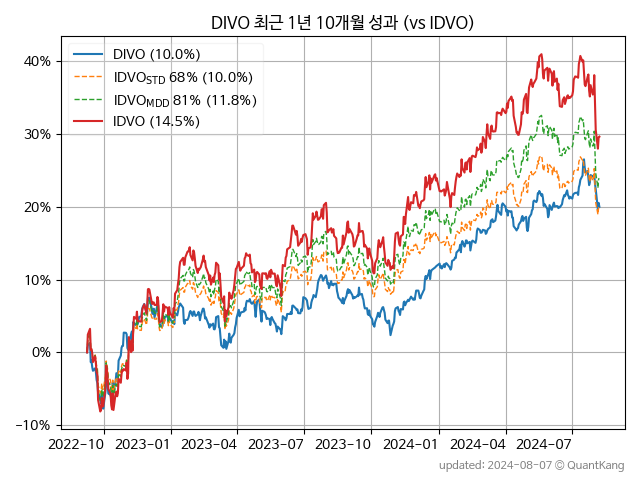 DIVO 최근 1년 10개월 성과 (vs IDVO)
DIVO (10.0%)
IDVOSTD 68% (10.0%)
IDVOMDD 81% (11.8%)
IDVO (14.5%)
40%
30%
20%
10%
0%
−10%
2022-10 2023-01 2023-04 2023-07 2023-10 2024-01 2024-04 2024-07
updated: 2024-08-07 © QuantKang